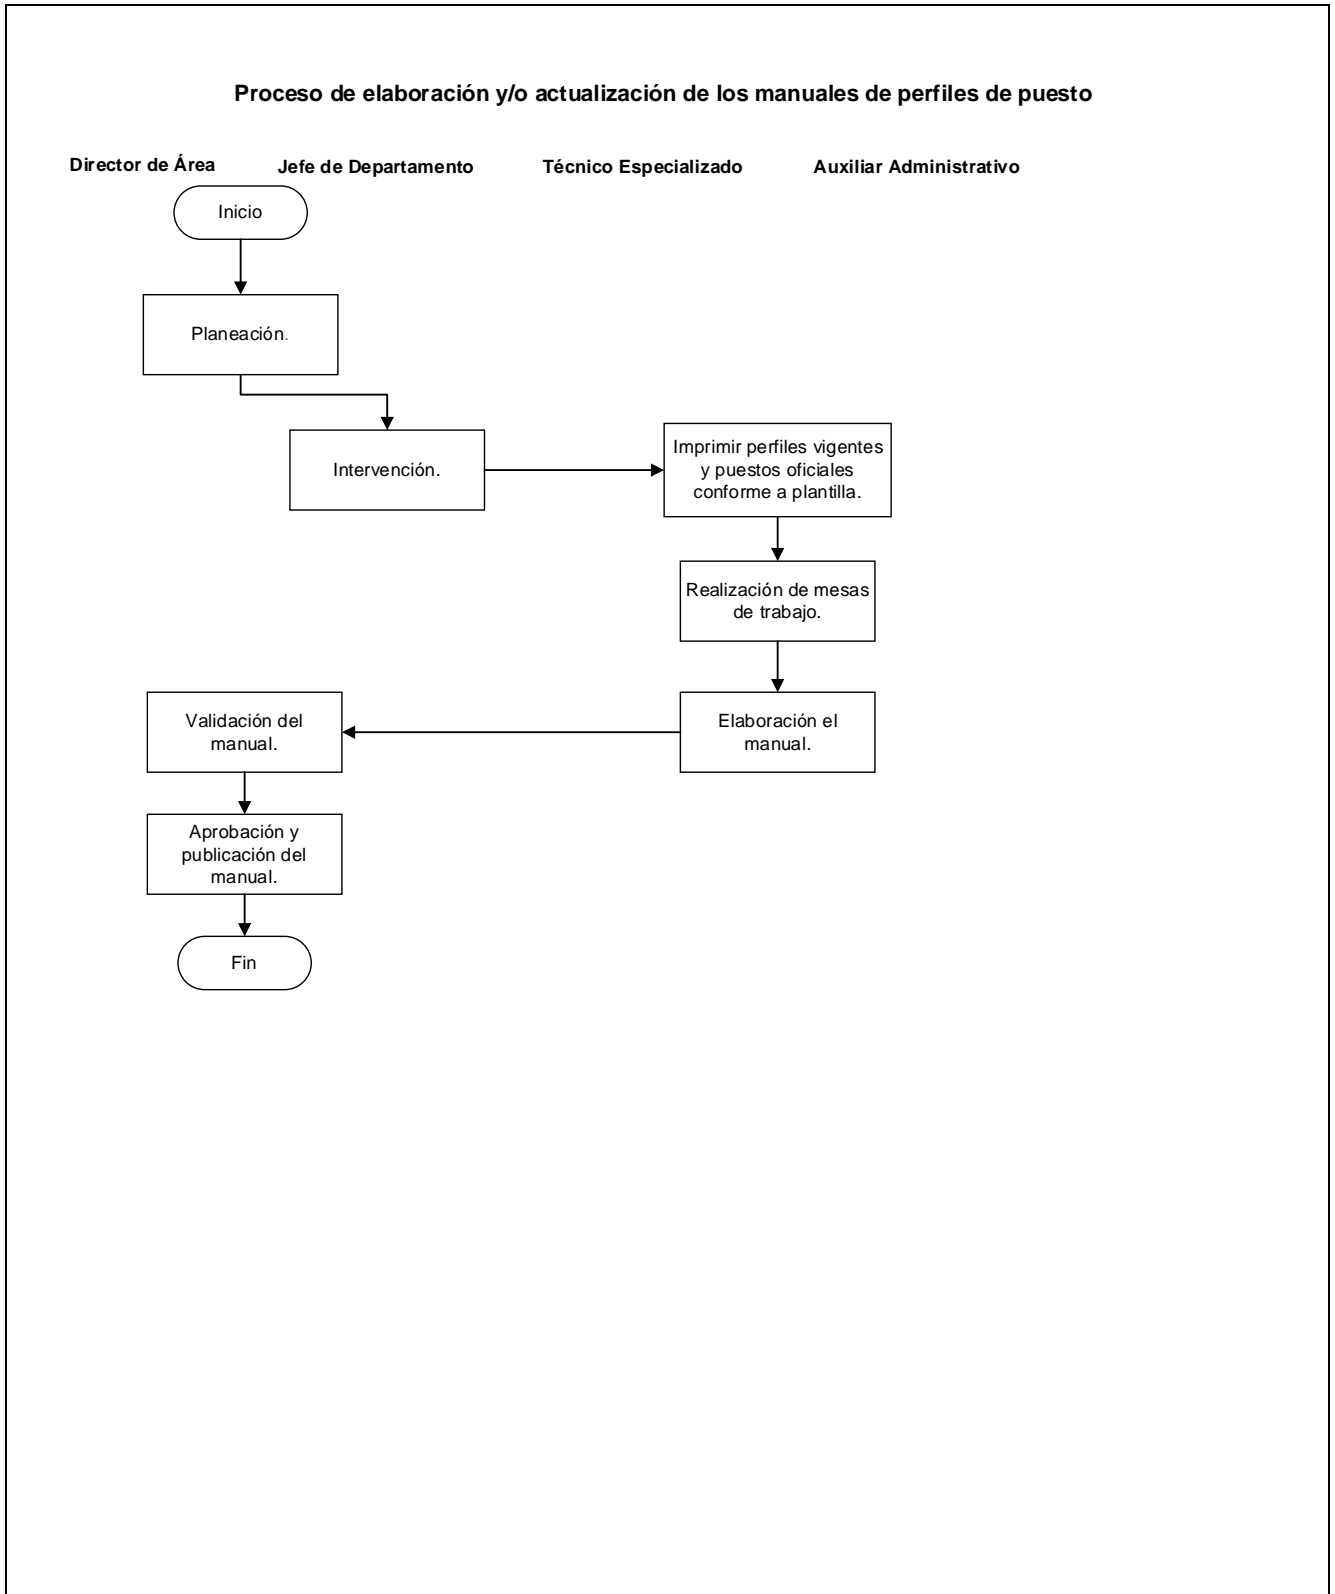 Proceso de elaboración y/o actualización de los manuales de perfiles de puesto
Director de Área
Jefe de Departamento
Técnico Especializado
Auxiliar Administrativo
Inicio
Planeación.
Intervención.
Imprimir perfiles vigentes
y puestos oficiales
conforme a plantilla.
Realización de mesas
de trabajo.
Elaboración el
manual.
Validación del
manual.
Aprobación y
publicación del
manual.
Fin